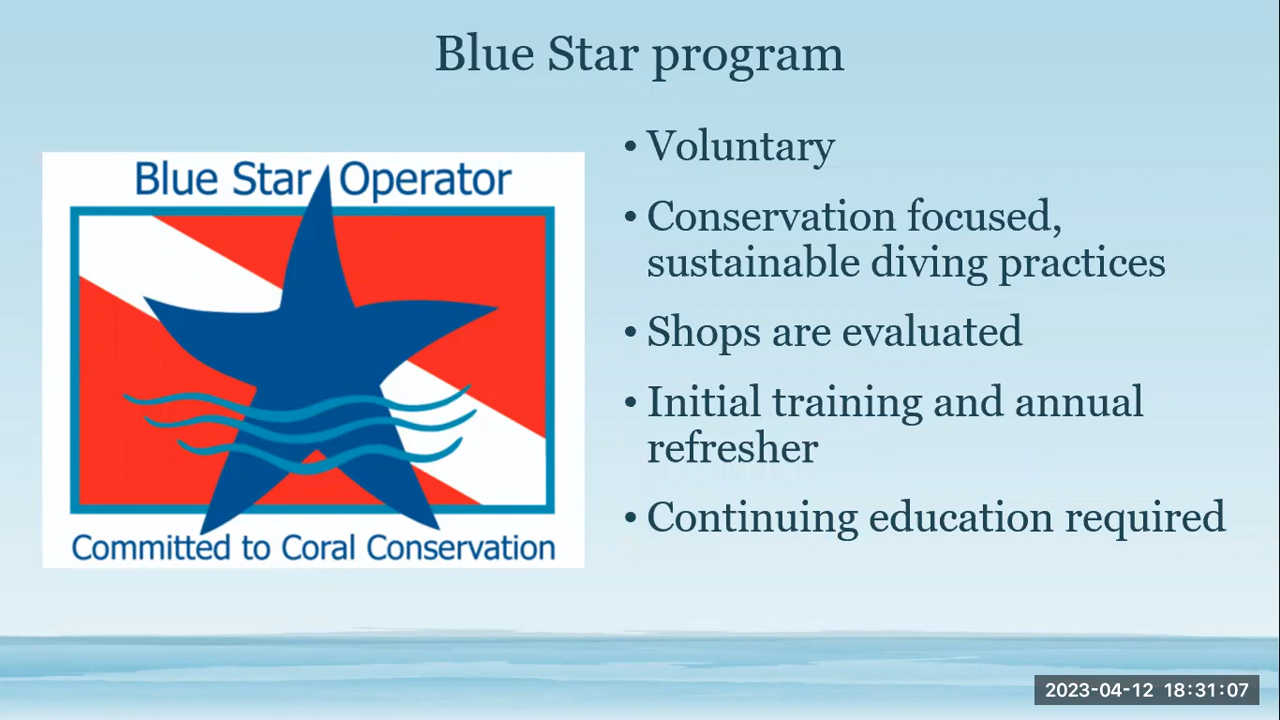 Blue Star program
Blue Star Operator
Committed to Coral Conservation
• Voluntary
• Conservation focused,
sustainable diving practices
• Shops are evaluated
• Initial training and annual
refresher
• Continuing education required
2023-04-12 18:31:07